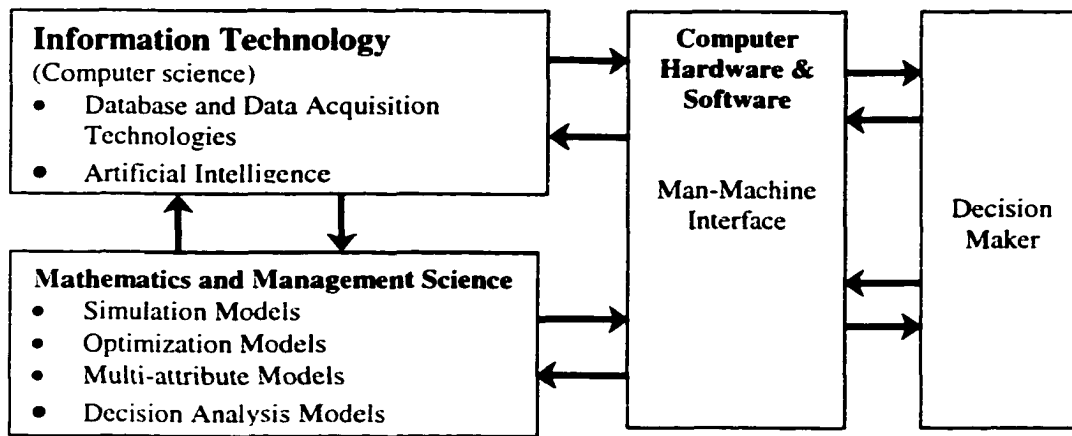 Information Technology
(Computer science)
• Database and Data Acquisition
Technologies
• Artificial Intelligence
Mathematics and Management Science
• Simulation Models
• Optimization Models
• Multi-attribute Models
• Decision Analysis Models
Computer
Hardware &
Software
Man-Machine
Interface
Decision
Maker